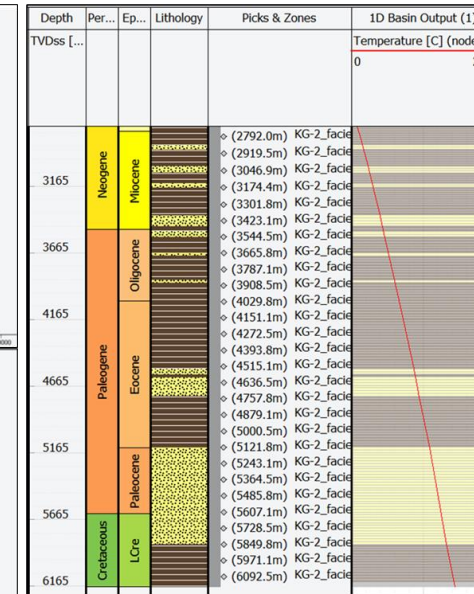 Depth Per... Ep... Lithology Picks & Zones 1D Basin Output (1)
TVDss [... Temperature [C] (node
0
Neogene
Paleogene
Cretaceous
Miocene
Oligocene
Eocene
Paleocene
LCre
3165
3665
4165
4665
5165
5665
6165
(2792.0m) KG-2_facie
(2919.5m) KG-2_facie
(3046.9m) KG-2_facie
(3174.4m) KG-2_facie
(3301.8m) KG-2_facie
(3423.1m) KG-2_facie
(3544.5m) KG-2_facie
(3665.8m) KG-2_facie
(3787.1m) KG-2_facie
(3908.5m) KG-2_facie
(4029.8m) KG-2_facie
(4151.1m) KG-2_facie
(4272.5m) KG-2_facie
(4393.8m) KG-2_facie
(4515.1m) KG-2_facie
(4636.5m) KG-2_facie
(4757.8m) KG-2_facie
(4879.1m) KG-2_facie
(5000.5m) KG-2_facie
(5121.8m) KG-2_facie
(5243.1m) KG-2_facie
(5364.5m) KG-2_facie
(5485.8m) KG-2_facie
(5607.1m) KG-2_facie
(5728.5m) KG-2_facie
(5849.8m) KG-2_facie
(5971.1m) KG-2_facie
(6092.5m) KG-2_facie